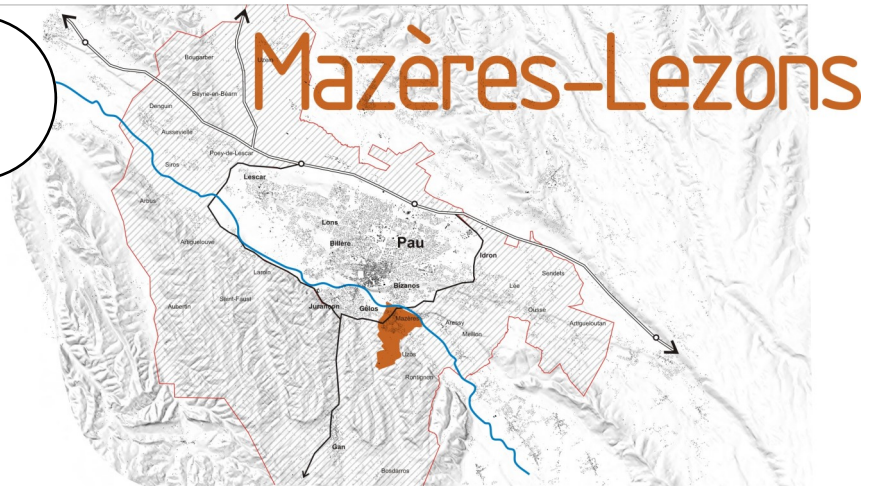 Mazères-Lezons
Bougarber
Uzein
Beyrie-en-Béarn
Denguin
Aussevielle
Poey-de-Lescar
Siros
Lescar
Arbus
Lons
Artiguelouve
Billère
Pau
Idron
Laroin
Sendets
Lée
Bizanos
Aubertin
Saint-Faust
Jurançon
Gelos
Ousse
Mazères
Aressy
Artigueloutan
Meillon
Uzos
Rontignon
Gan
Bosdarros